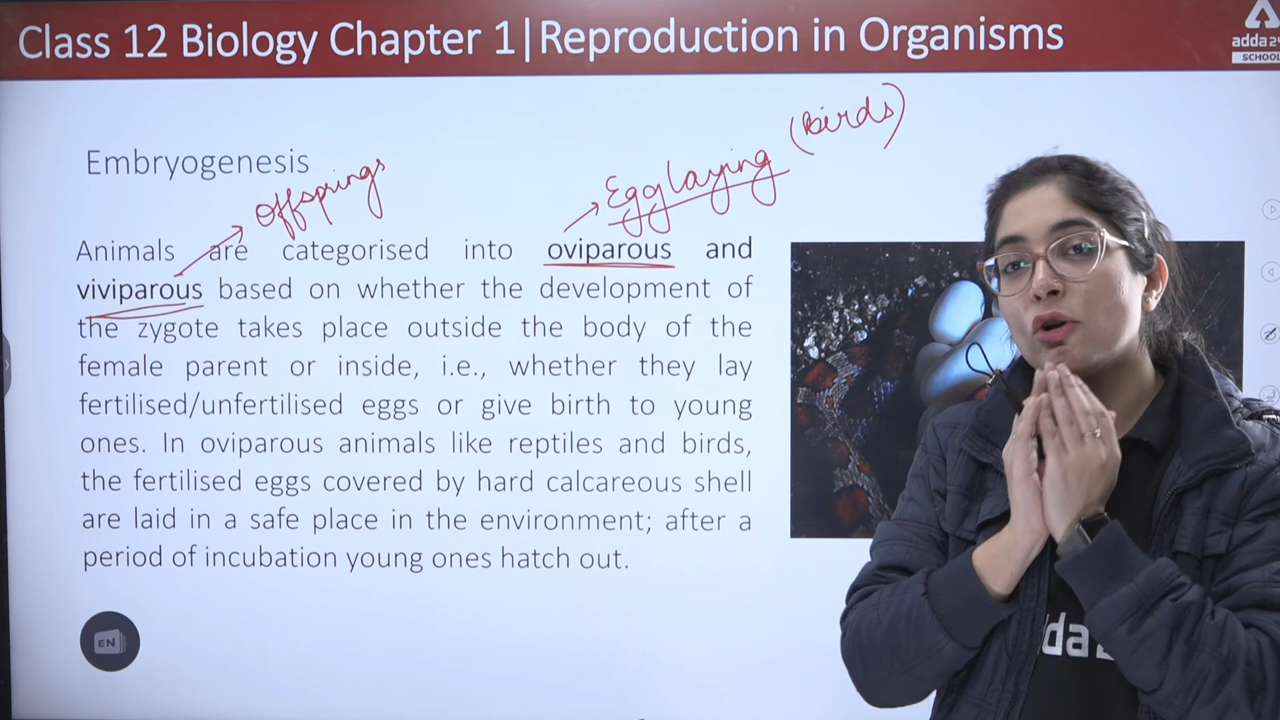 Class 12 Biology Chapter 1|Reproduction in Organisms
adda24
SCHOOL
(Birds)
Embryogenesis
Offsprings
Egg laying
Animals are categorised into oviparous and
viviparous based on whether the development of
the zygote takes place outside the body of the
female parent or inside, i.e., whether they lay
fertilised/unfertilised eggs or give birth to young
ones. In oviparous animals like reptiles and birds,
the fertilised eggs covered by hard calcareous shell
are laid in a safe place in the environment; after a
period of incubation young ones hatch out.
EN